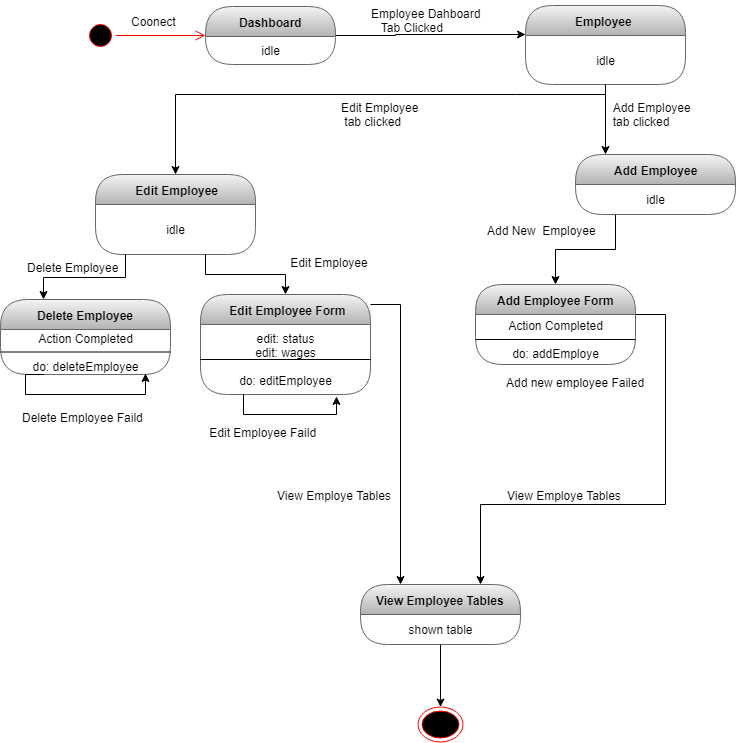 Coonect
Dashboard
idle
Employee Dahboard
Tab Clicked
Employee
idle
Edit Employee
tab clicked
Add Employee
tab clicked
Edit Employee
idle
Add Employee
idle
Delete Employee
Edit Employee
Add New Employee
Delete Employee
Action Completed
do: deleteEmployee
Delete Employee Faild
Edit Employee Form
edit: status
edit: wages
do: editEmployee
Edit Employee Faild
Add Employee Form
Action Completed
do: addEmploye
Add new employee Failed
View Employe Tables
View Employe Tables
View Employee Tables
shown table